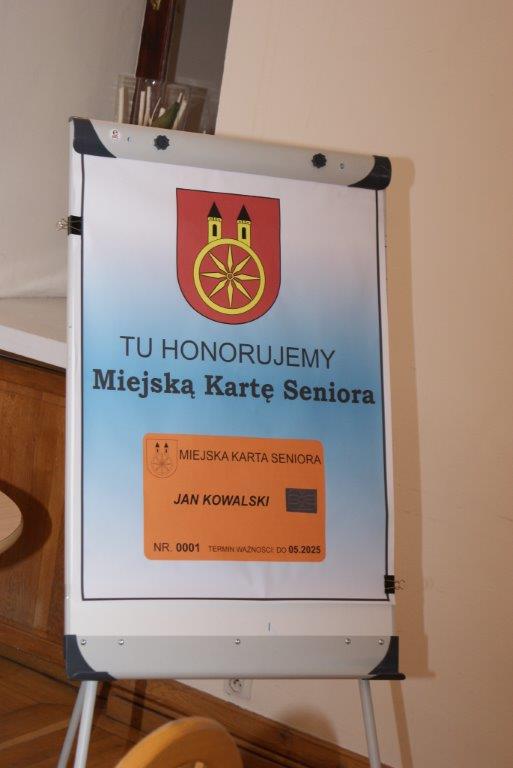 TU HONORUJEMY
Miejską Kartę Seniora
MIEJSKA KARTA SENIORA
JAN KOWALSKI
NR. 0001 TERMIN WAŻNOŚCI: DO 05.2025